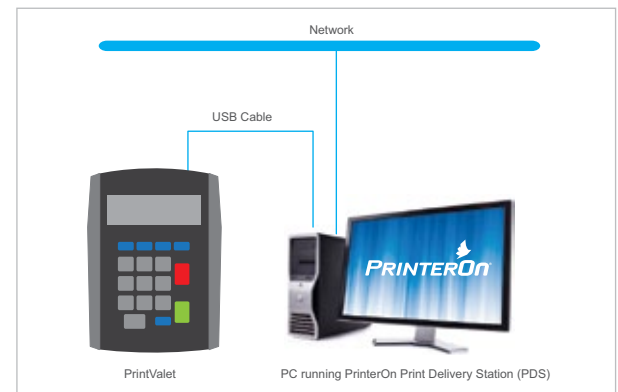 Network
USB Cable
PRINTERON
PrintValet
PC running PrinterOn Print Delivery Station (PDS)